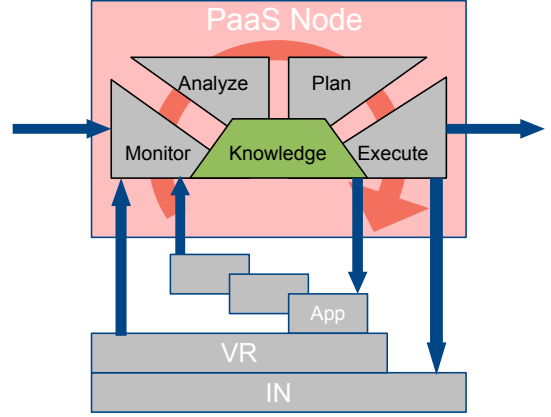 PaaS Node
Analyze
Plan
Monitor
Knowledge
Execute
App
VR
IN